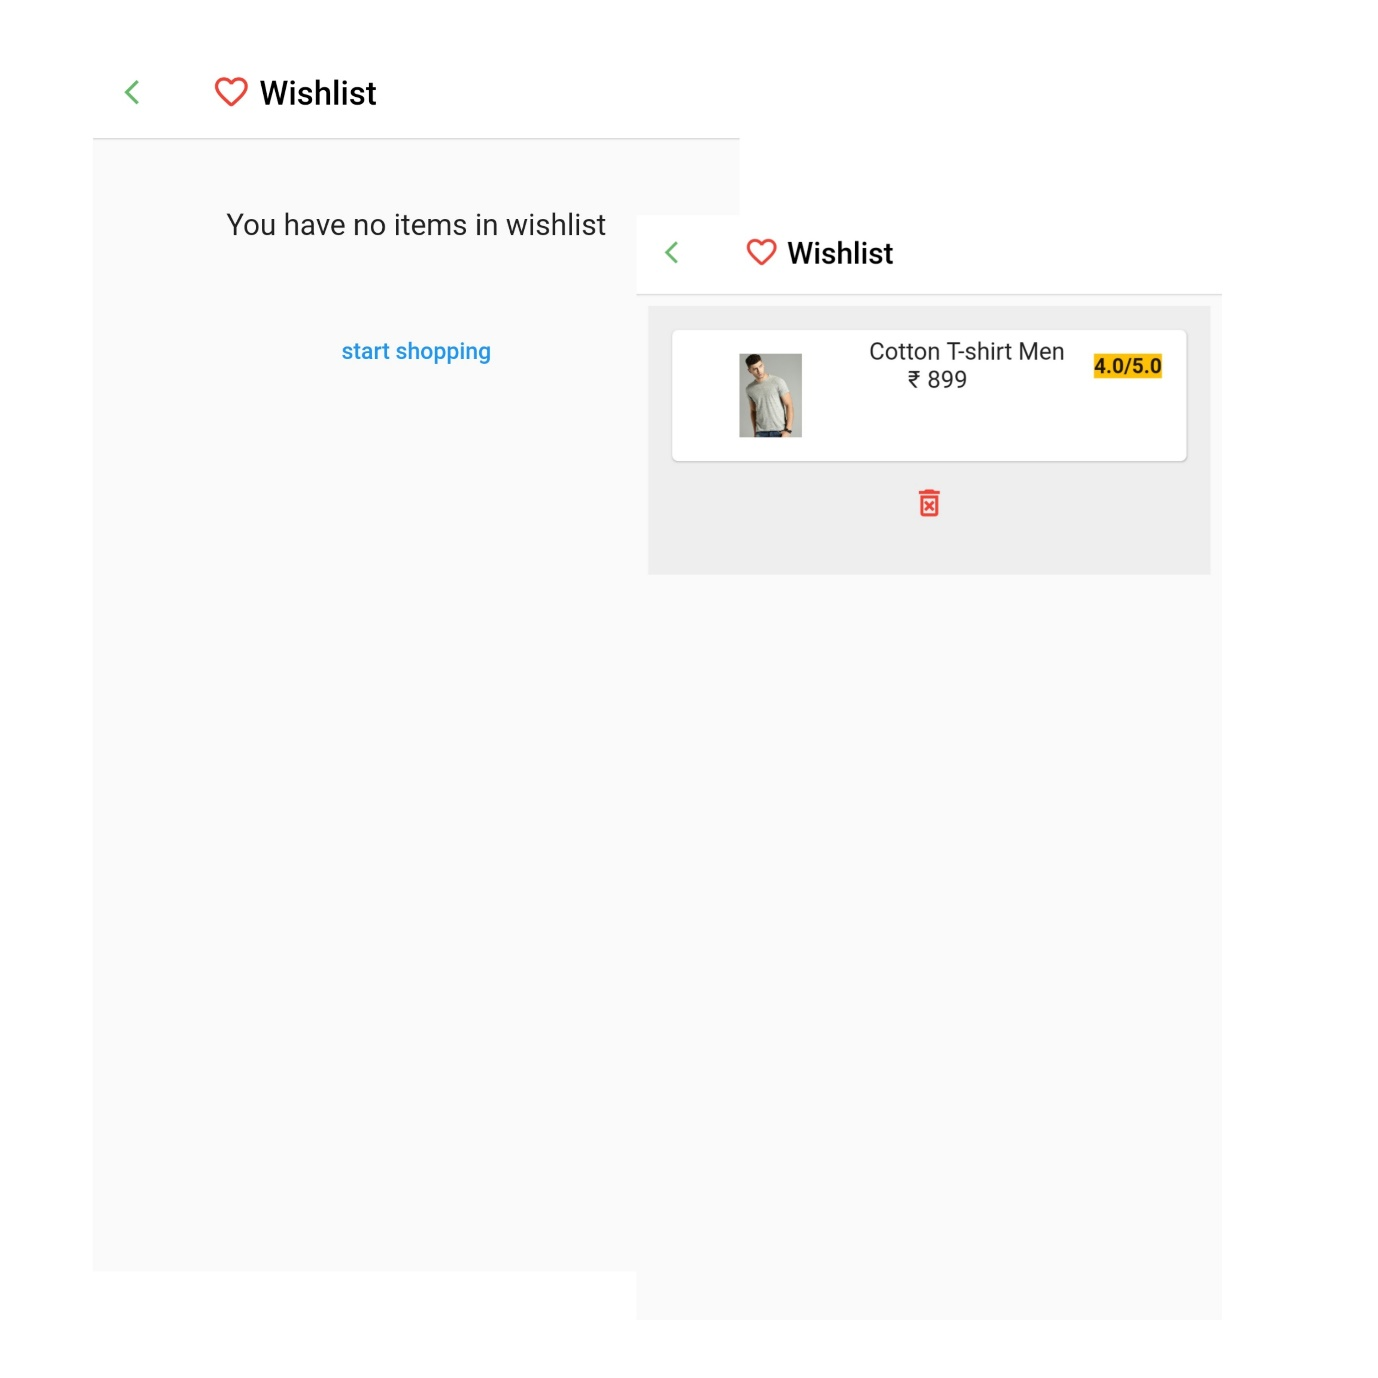 Wishlist
You have no items in wishlist
start shopping
Wishlist
Cotton T-shirt Men
₹ 899
4.0/5.0